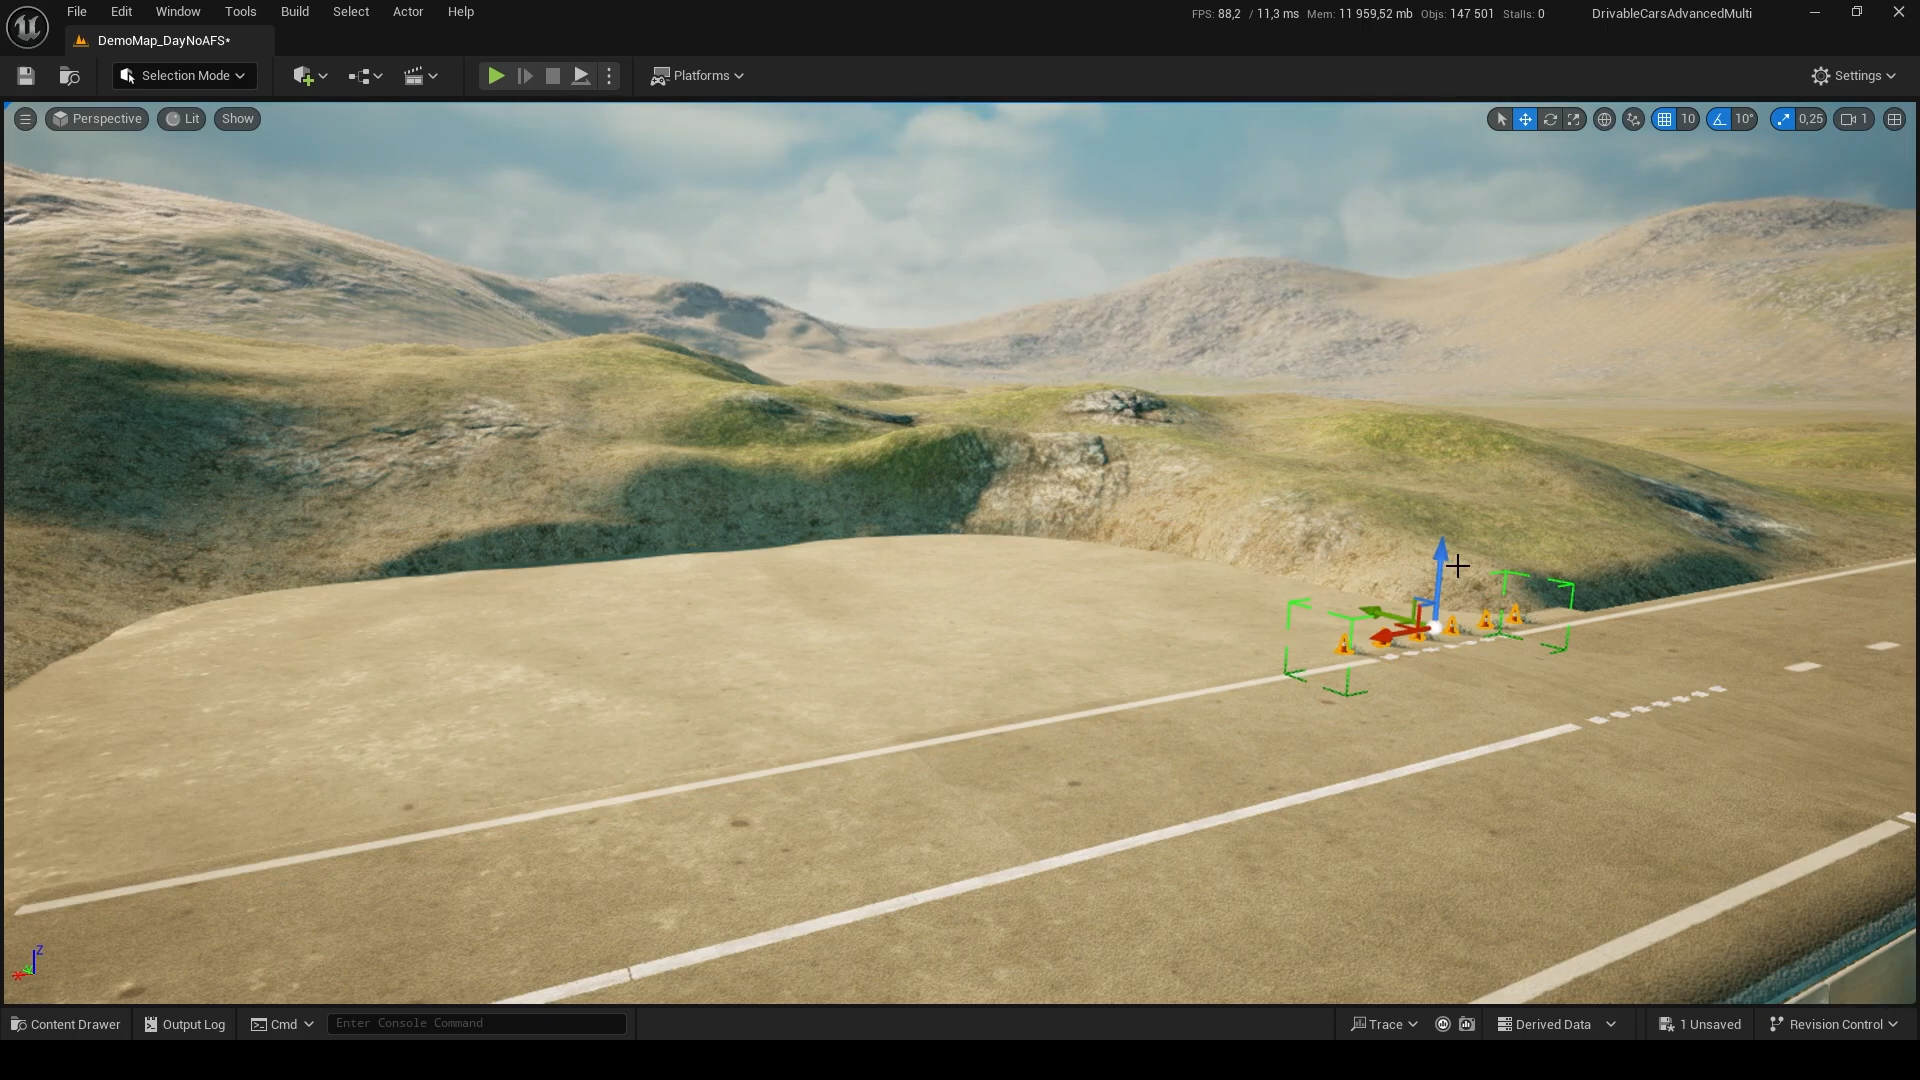 File Edit Window Tools Build Select Actor Help
FPS: 88,2 / 11,3 ms Mem: 11 959,52 mb Objs: 147 501 Stalls: 0
DrivableCarsAdvancedMulti
DemoMap_DayNoAFS*
Selection Mode
Platforms
Settings
Perspective Lit Show
10 10° 0,25 1
Z
Content Drawer Output Log Cmd Enter Console Command
Trace Derived Data 1 Unsaved Revision Control